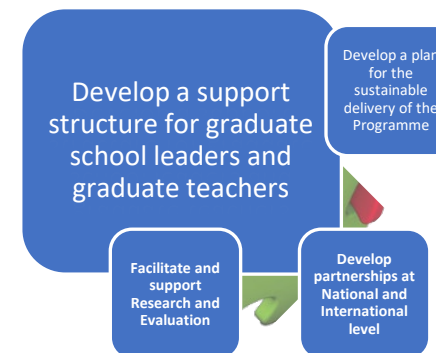 Develop a support
structure for graduate
school leaders and
graduate teachers
Develop a plan
for the
sustainable
delivery of the
Programme
Facilitate and
support
Research and
Evaluation
Develop
partnerships at
National and
International
level